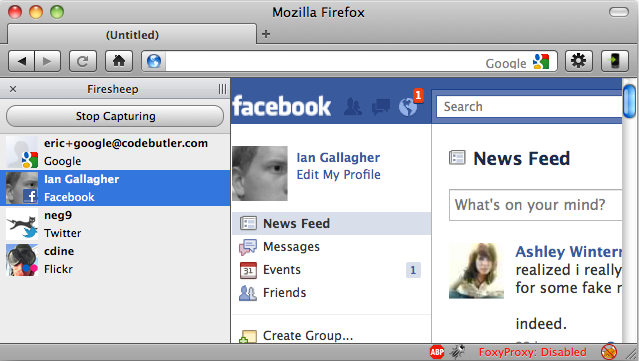 Mozilla Firefox
(Untitled)
Google
Firesheep
Stop Capturing
eric+google@codebutler.com
Google
Ian Gallagher
Facebook
neg9
Twitter
cdine
Flickr
facebook
1
Search
Ian Gallagher
Edit My Profile
News Feed
Messages
31
Events
1
Friends
Create Group...
News Feed
What's on your mind?
Ashley Winterr
realized i really
for some fake r
indeed.
ABP
FoxyProxy: Disabled